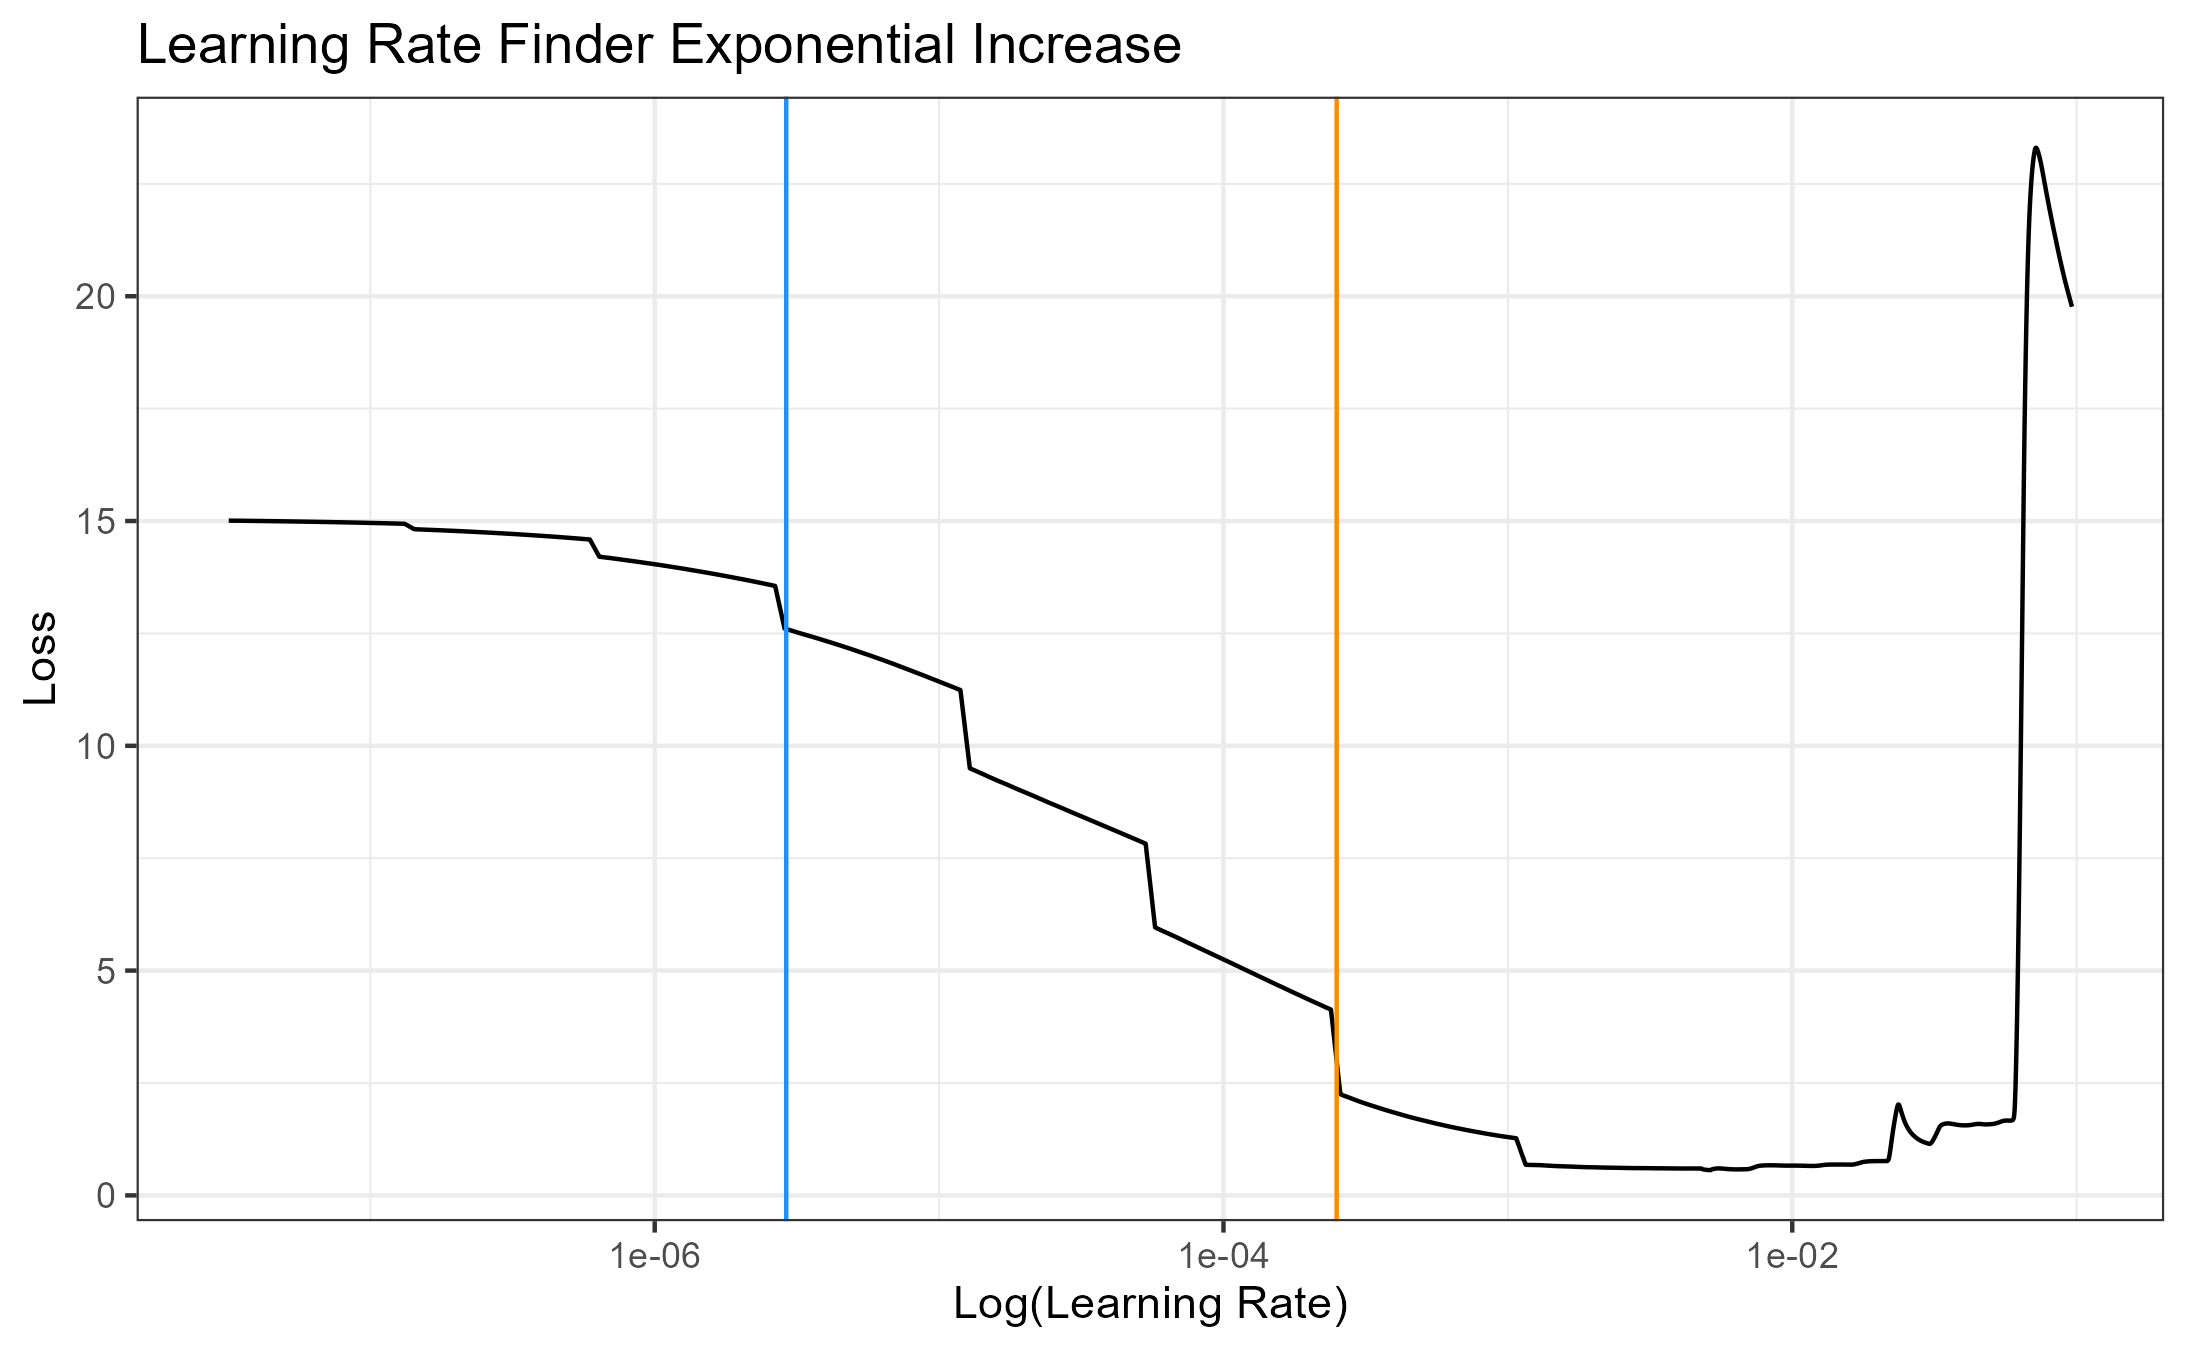 Learning Rate Finder Exponential Increase
20
15
10
5
0
Loss
1e-06 1e-04 1e-02
Log(Learning Rate)